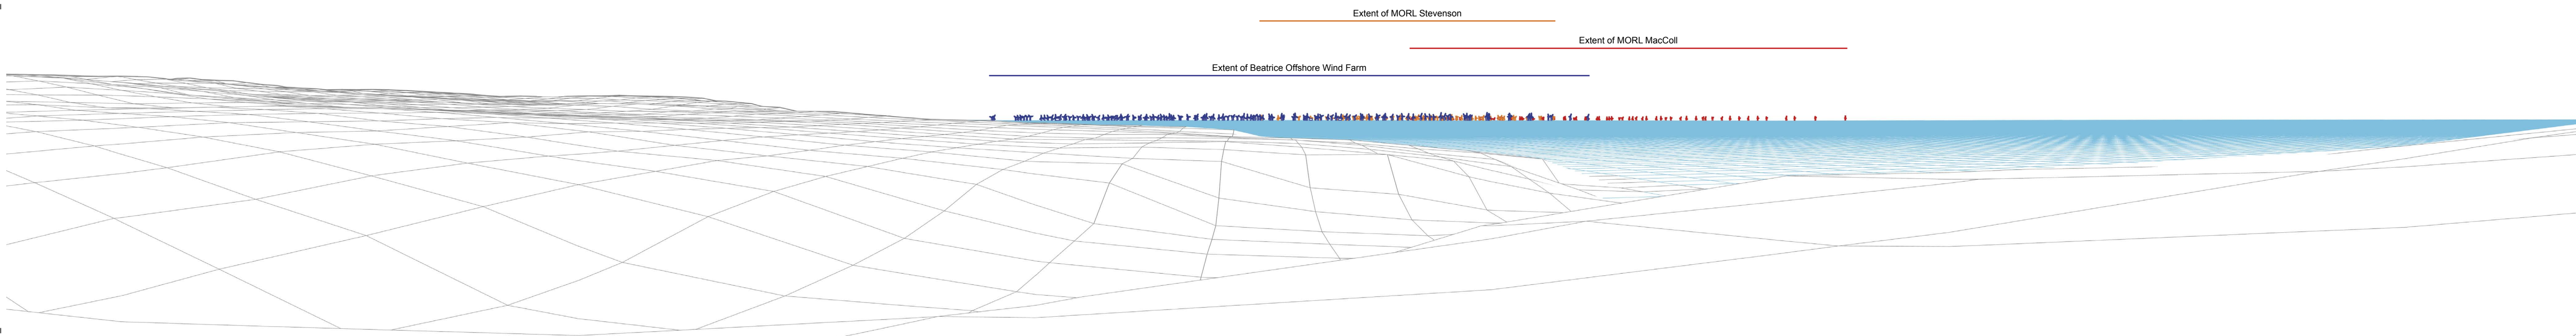 Extent of MORL Stevenson
Extent of MORL MacColl
Extent of Beatrice Offshore Wind Farm